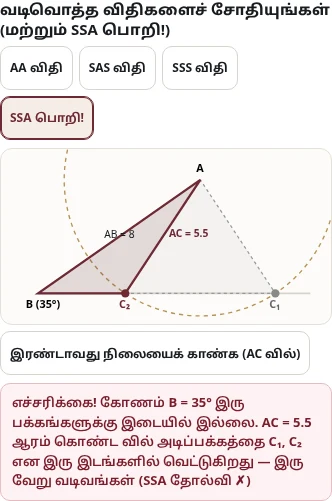 வடிவொத்த விதிகளைச் சோதியுங்கள்
(மற்றும் SSA பொறி!)
AA விதி
SAS விதி
SSS விதி
SSA பொறி!
A
AB = 8
AC = 5.5
B (35°)
C₂
C₁
இரண்டாவது நிலையைக் காண்க (AC வில்)
எச்சரிக்கை! கோணம் B = 35° இரு
பக்கங்களுக்கு இடையில் இல்லை. AC = 5.5
ஆரம் கொண்ட வில் அடிப்பக்கத்தை C₁, C₂
என இரு இடங்களில் வெட்டுகிறது — இரு
வேறு வடிவங்கள் (SSA தோல்வி ✗)